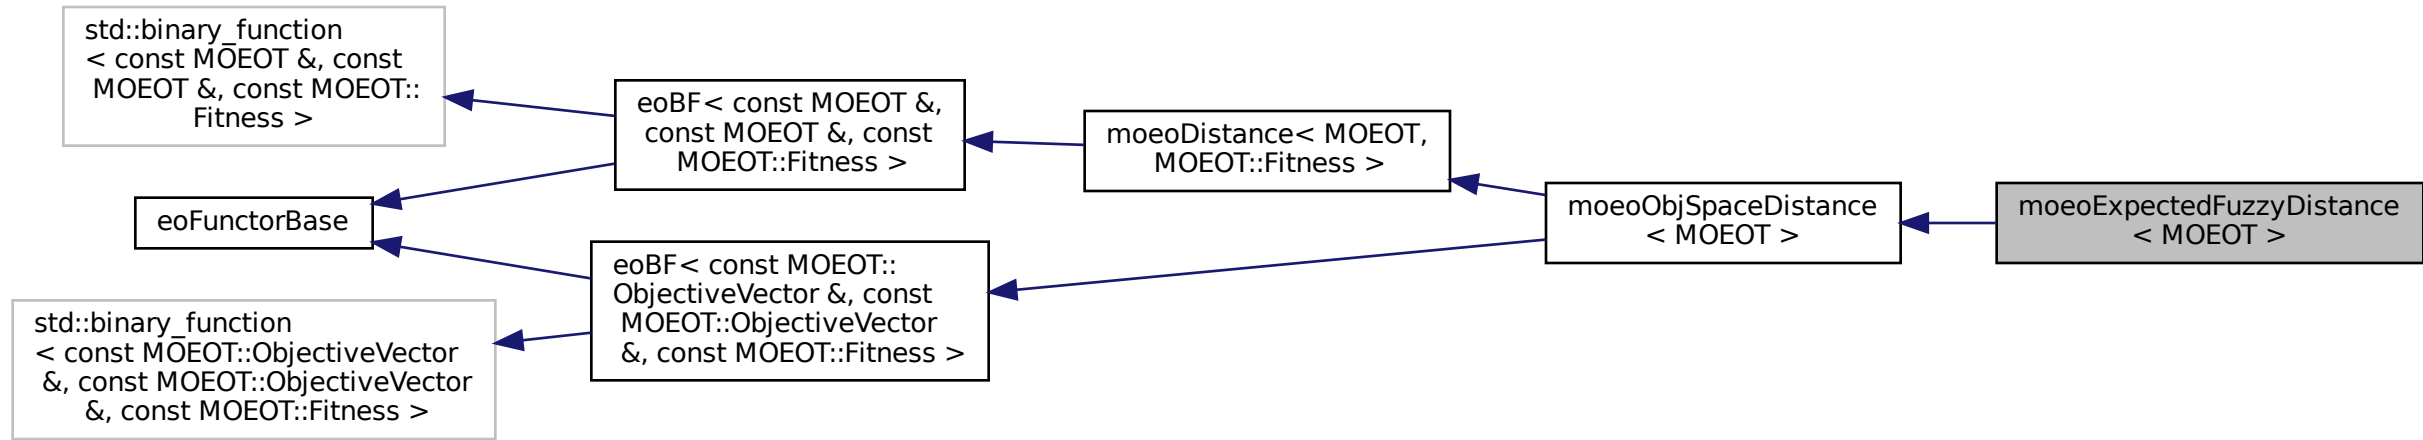 std::binary_function
< const MOEOT &, const
MOEOT &, const MOEOT::
Fitness >
eoFunctorBase
std::binary_function
< const MOEOT::ObjectiveVector
&, const MOEOT::ObjectiveVector
&, const MOEOT::Fitness >
eoBF< const MOEOT &,
const MOEOT &, const
MOEOT::Fitness >
eoBF< const MOEOT::
ObjectiveVector &, const
MOEOT::ObjectiveVector
&, const MOEOT::Fitness >
moeoDistance< MOEOT,
MOEOT::Fitness >
moeoObjSpaceDistance
< MOEOT >
moeoExpectedFuzzyDistance
< MOEOT >